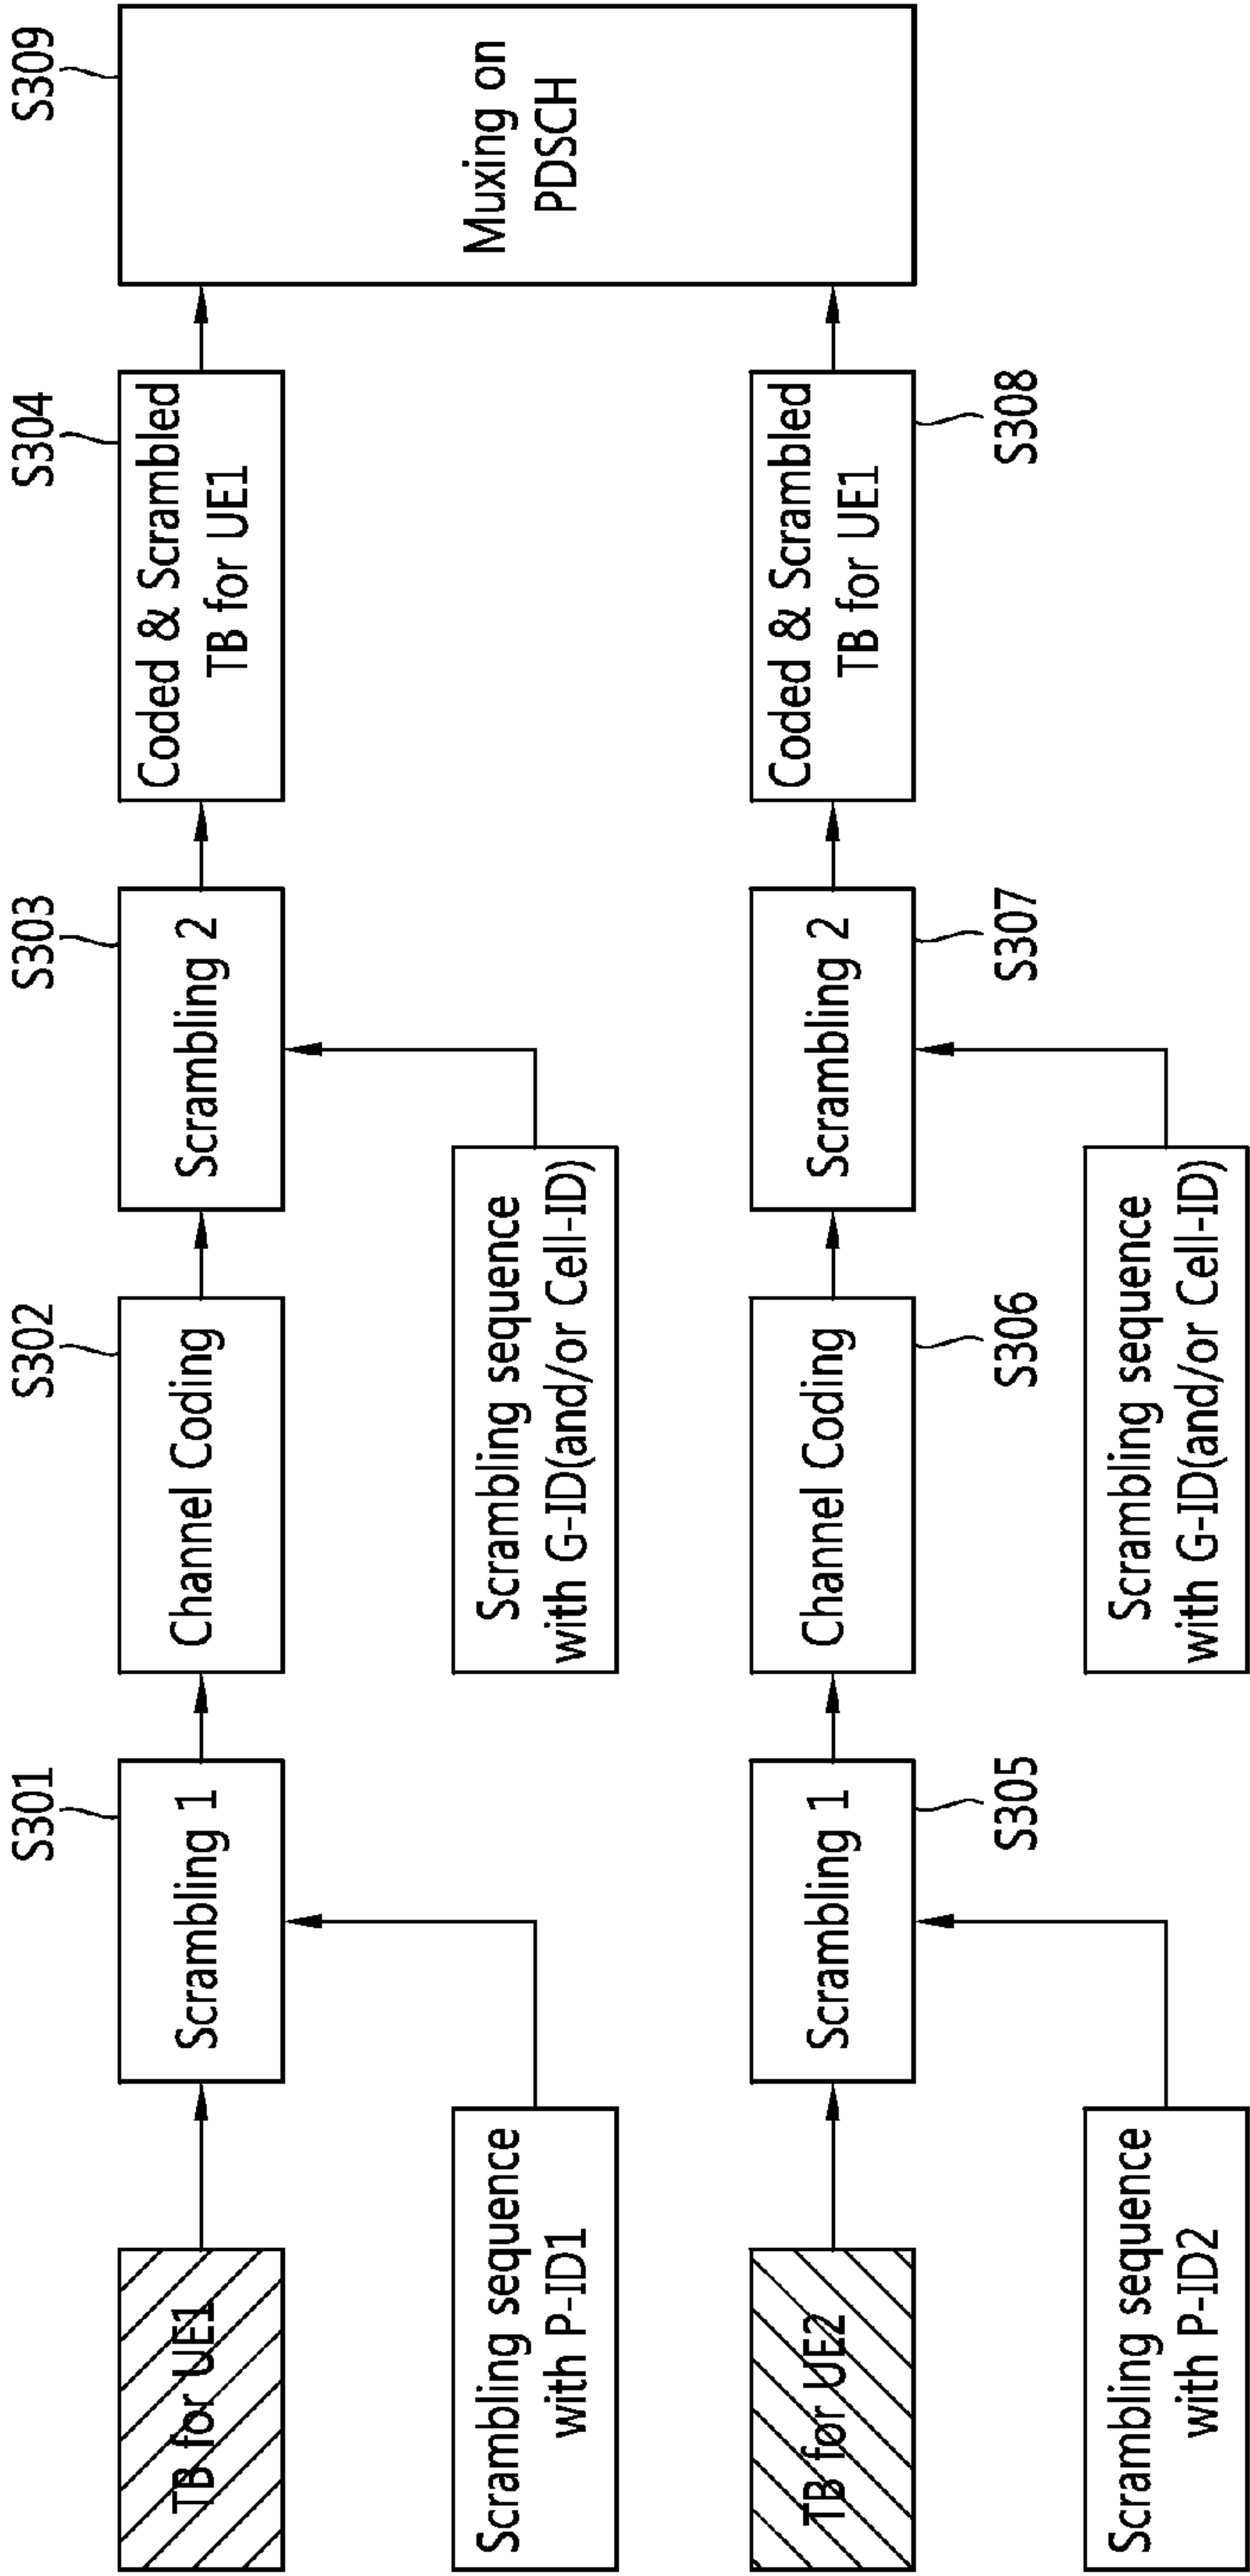 S301
S302
S303
S304
S309
TB for UE1
Scrambling 1
Channel Coding
Scrambling 2
Coded & Scrambled
TB for UE1
Muxing on
PDSCH
Scrambling sequence
with P-ID1
Scrambling sequence
with G-ID(and/or Cell-ID)
TB for UE2
Scrambling 1
Channel Coding
Scrambling 2
Coded & Scrambled
TB for UE1
S305
S306
S307
S308
Scrambling sequence
with P-ID2
Scrambling sequence
with G-ID(and/or Cell-ID)